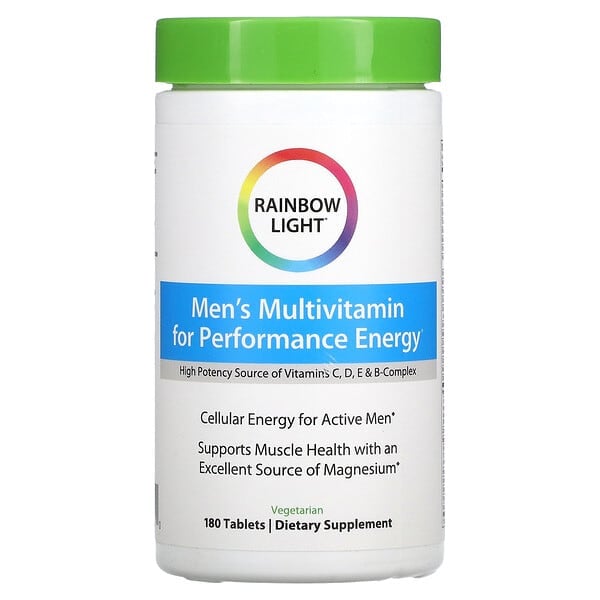 RAINBOW
LIGHT®
Men's Multivitamin
for Performance Energy*
High Potency Source of Vitamins C, D, E & B-Complex
Cellular Energy for Active Men*
Supports Muscle Health with an
Excellent Source of Magnesium*
Vegetarian
180 Tablets | Dietary Supplement